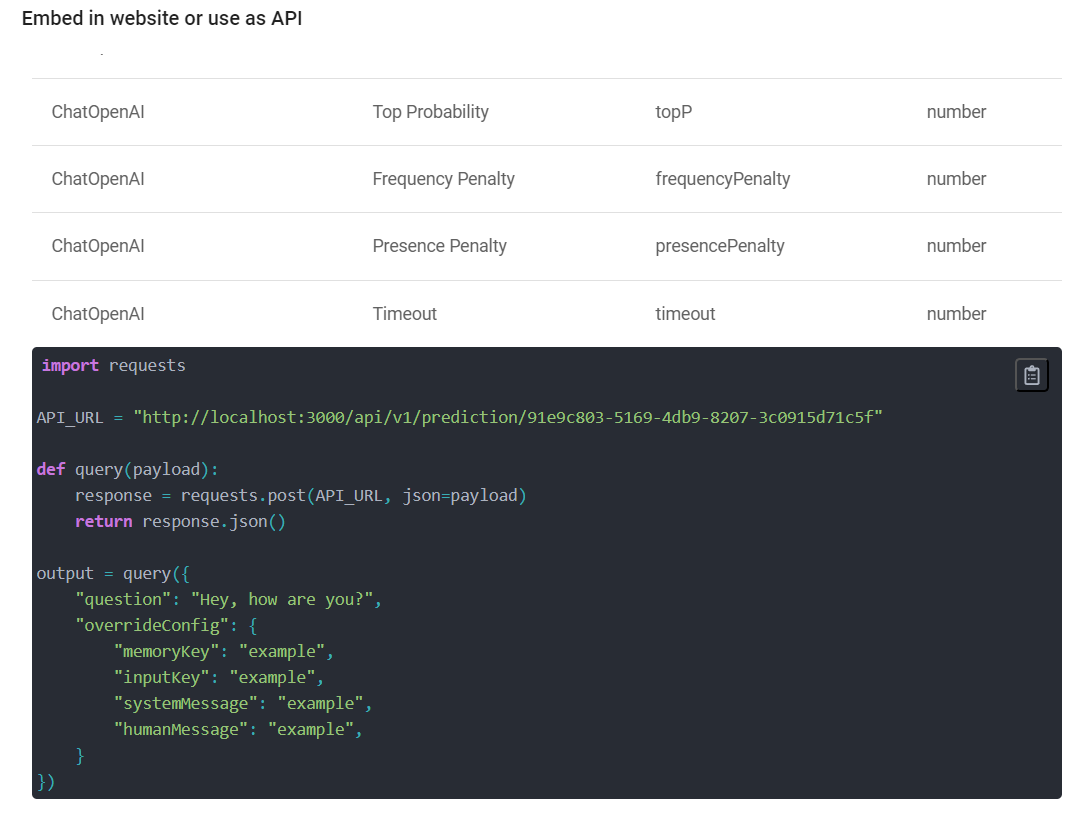 Embed in website or use as API
ChatOpenAI Top Probability topP number
ChatOpenAI Frequency Penalty frequencyPenalty number
ChatOpenAI Presence Penalty presencePenalty number
ChatOpenAI Timeout timeout number
import requests
API_URL = "http://localhost:3000/api/v1/prediction/91e9c803-5169-4db9-8207-3c0915d71c5f"
def query(payload):
    response = requests.post(API_URL, json=payload)
    return response.json()
output = query({
    "question": "Hey, how are you?",
    "overrideConfig": {
        "memoryKey": "example",
        "inputKey": "example",
        "systemMessage": "example",
        "humanMessage": "example",
    }
})